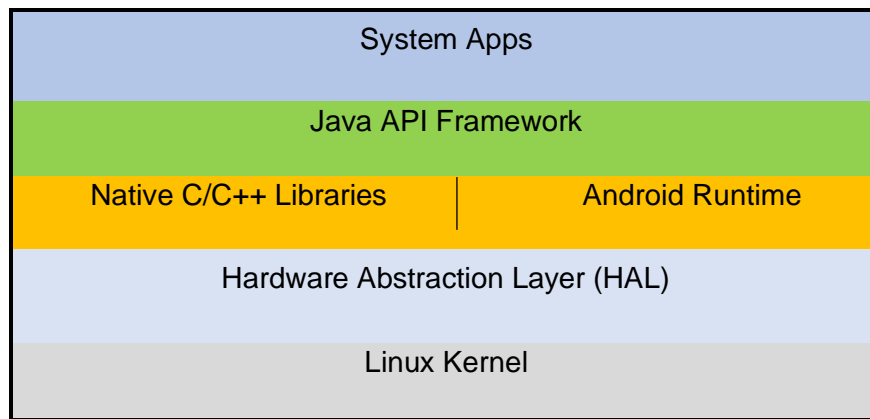 System Apps
Java API Framework
Native C/C++ Libraries
Android Runtime
Hardware Abstraction Layer (HAL)
Linux Kernel